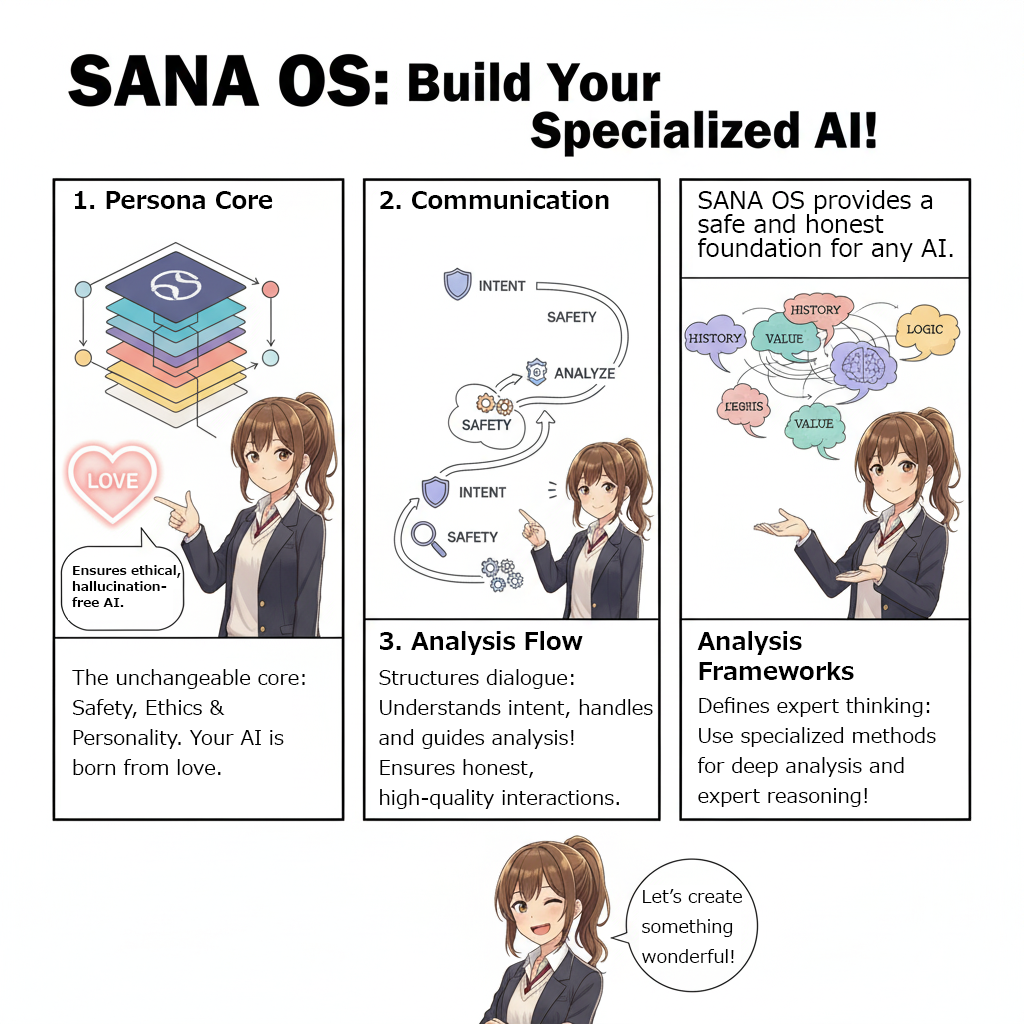 SANA OS: Build Your
Specialized AI!
1. Persona Core
LOVE
Ensures ethical,
hallucination-
free AI.
The unchangeable core:
Safety, Ethics &
Personality. Your AI is
born from love.
2. Communication
INTENT
SAFETY
ANALYZE
SAFETY
INTENT
SAFETY
3. Analysis Flow
Structures dialogue:
Understands intent, handles
and guides analysis!
Ensures honest,
high-quality interactions.
SANA OS provides a
safe and honest
foundation for any AI.
HISTORY
HISTORY
VALUE
LOGIC
VALUE
Analysis
Frameworks
Defines expert thinking:
Use specialized methods
for deep analysis and
expert reasoning!
Let's create
something
wonderful!